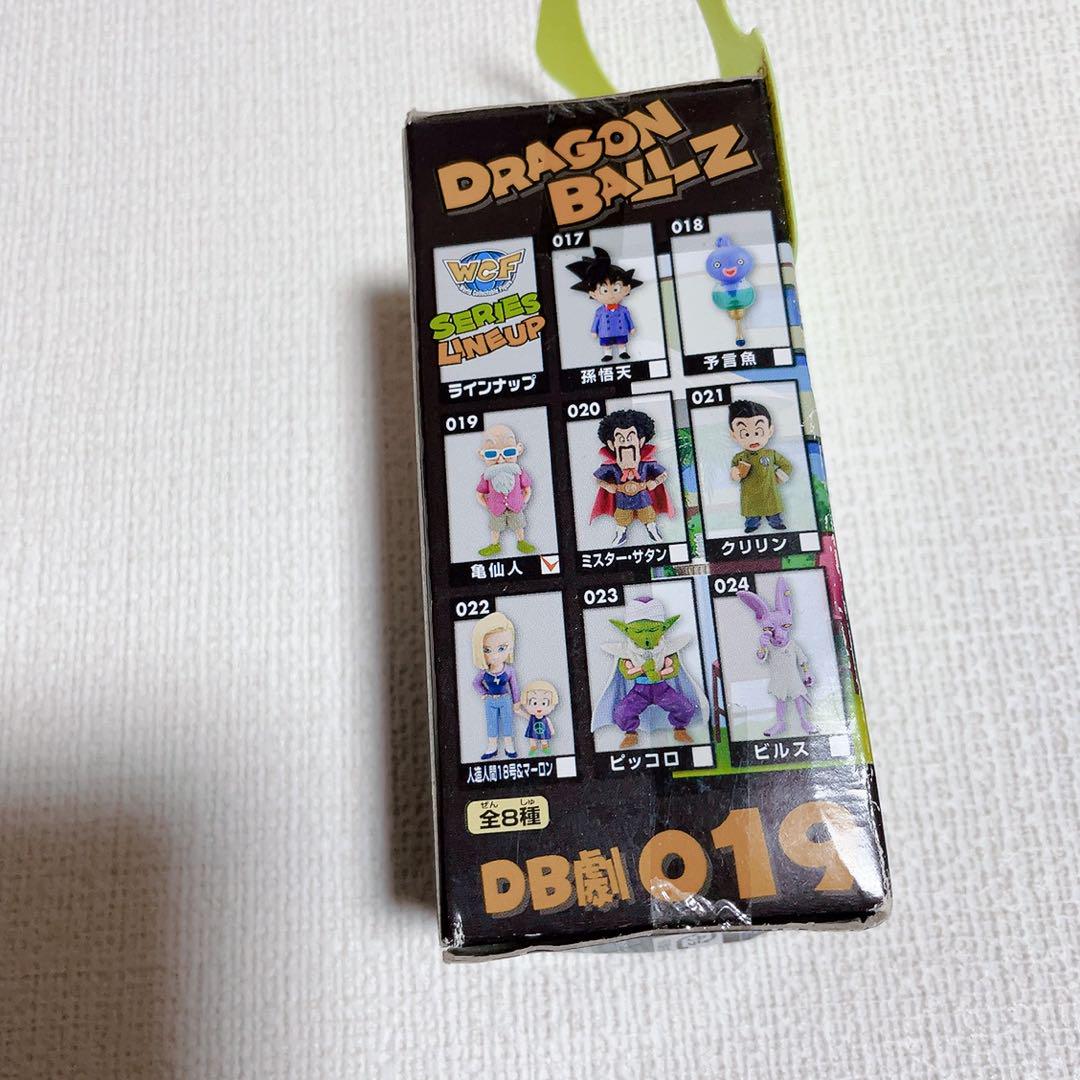 DRAGON
BALL Z
017
018
WCF
SERIES
LINEUP
ラインナップ
孫悟天
予言魚
019
020
021
亀仙人
ミスター・サタン
クリリン
022
023
024
人造人間18号&マーロン
ピッコロ
ビルス
ぜん しゅ
全8種
DB劇 019